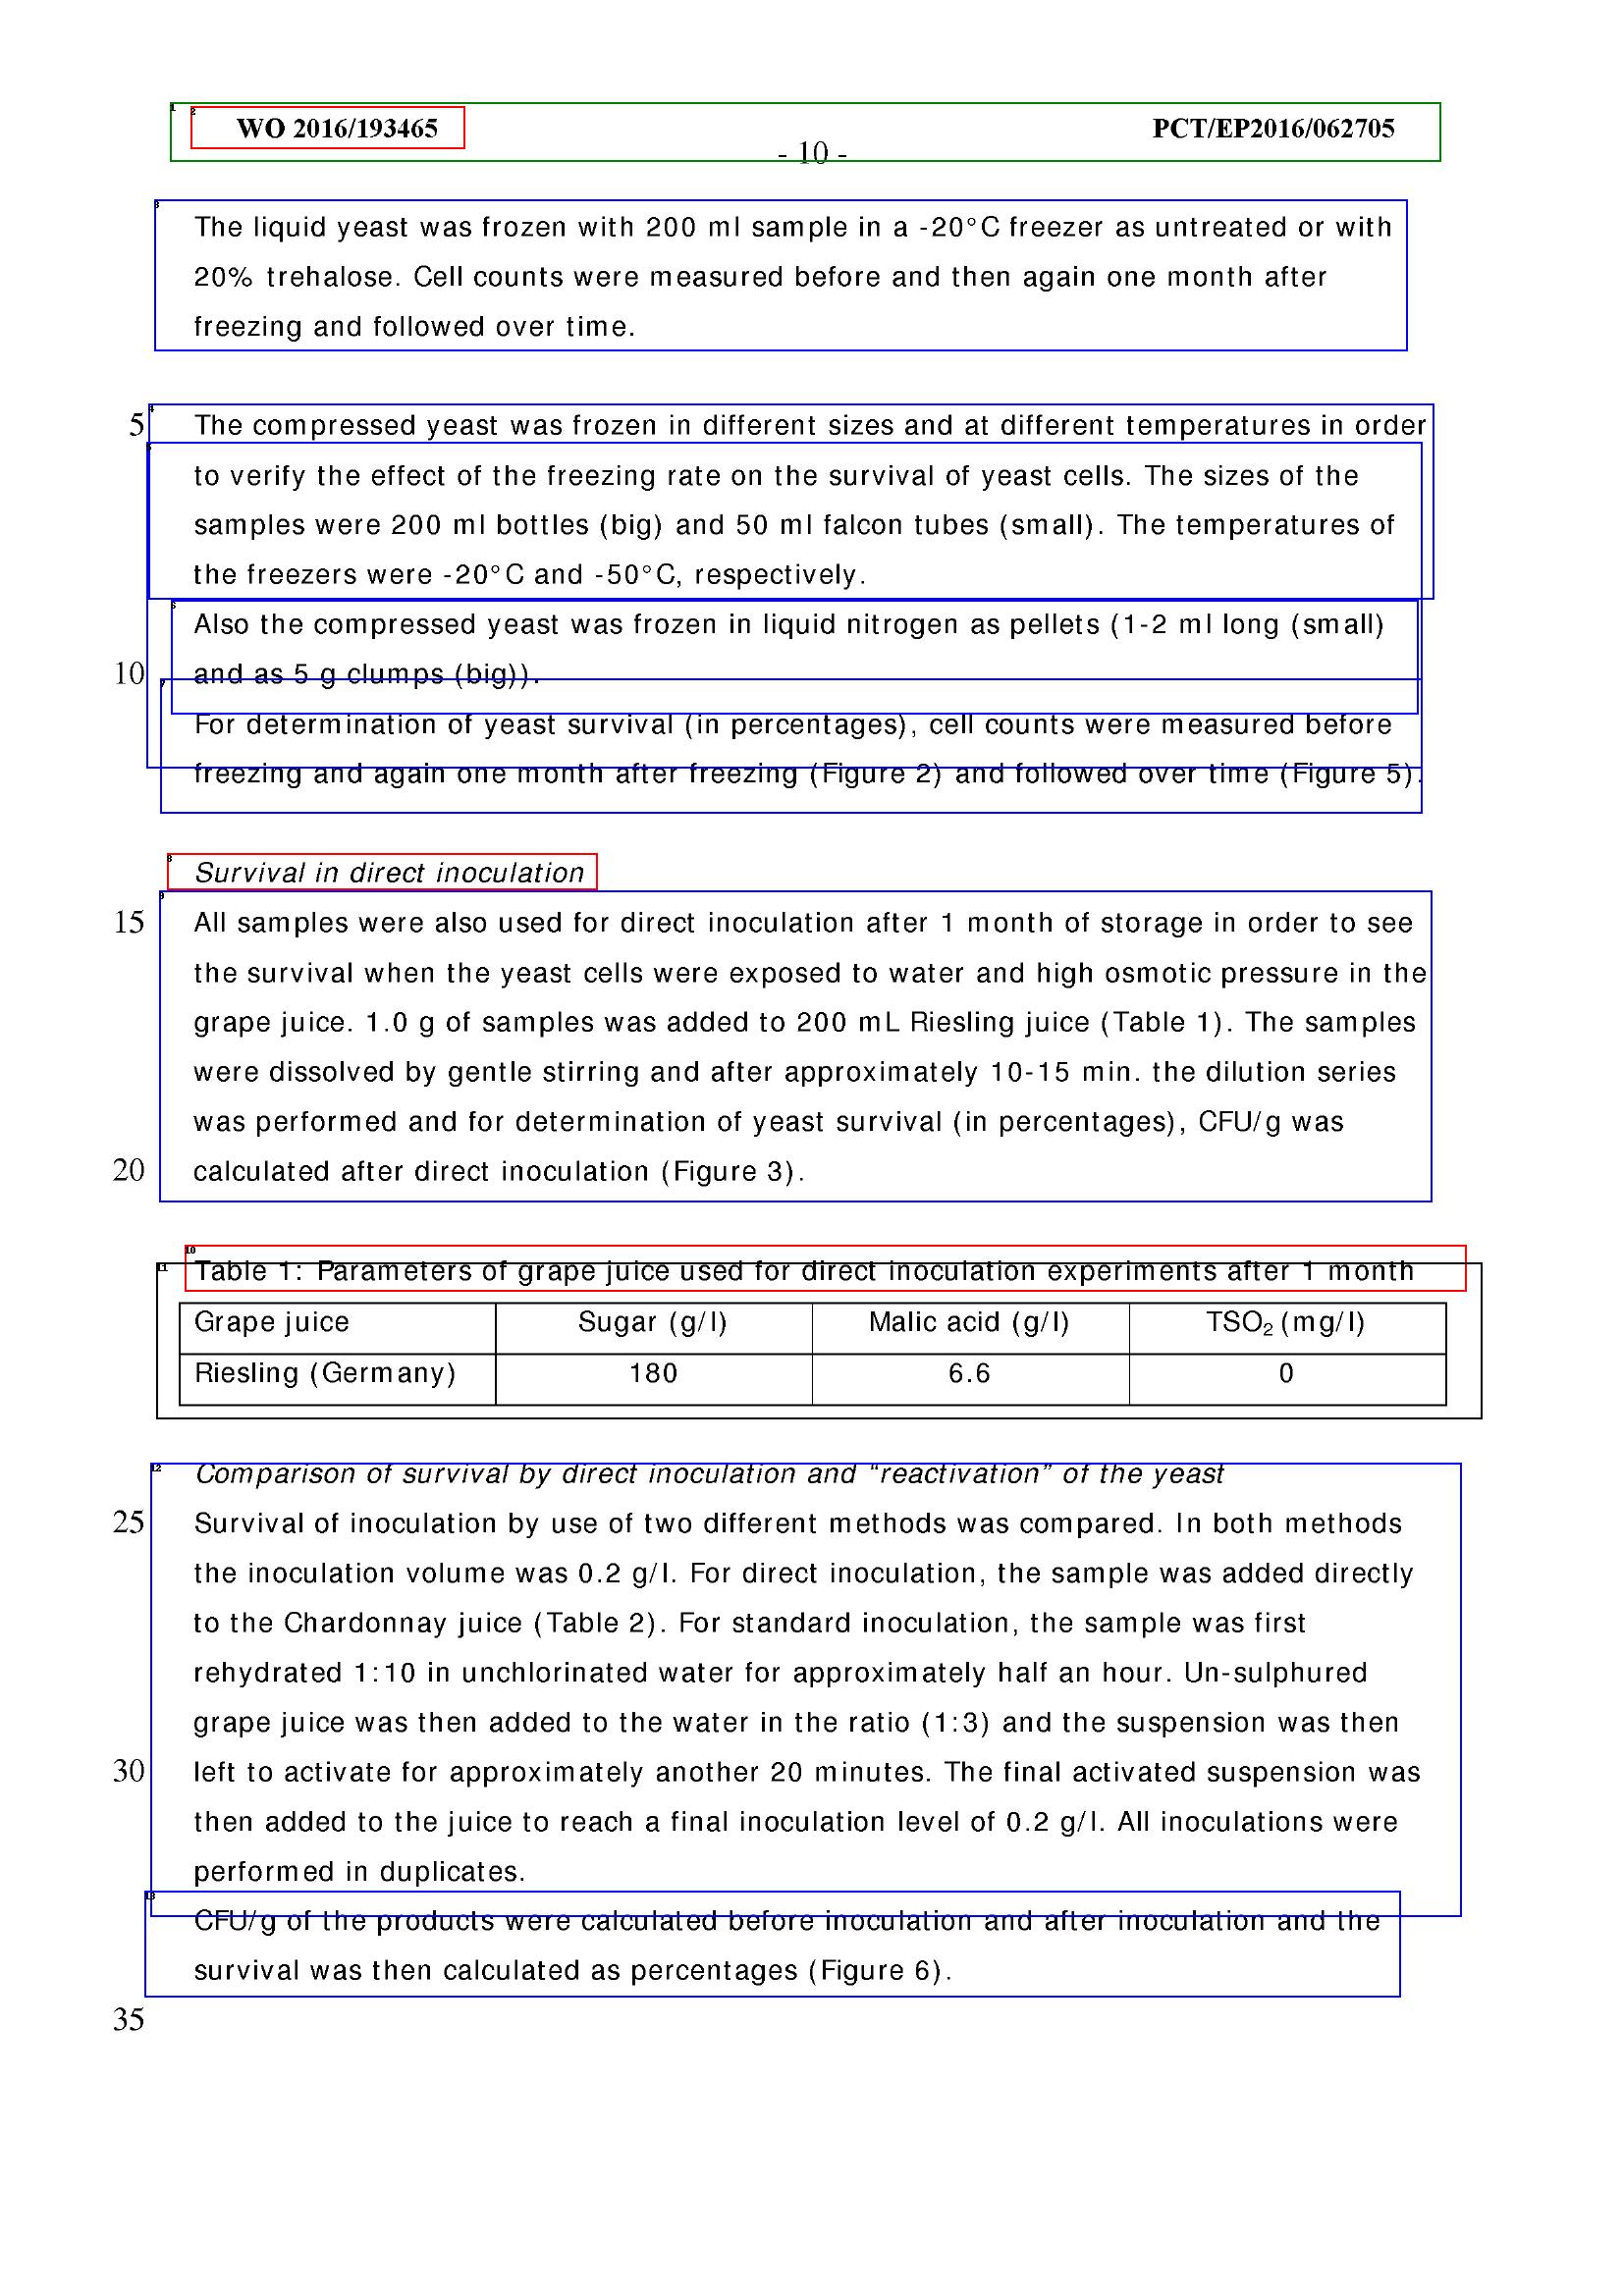 WO 2016/193465 PCT/EP2016/062705
- 10 -
The liquid yeast was frozen with 200 ml sample in a -20°C freezer as untreated or with
20% trehalose. Cell counts were measured before and then again one month after
freezing and followed over time.
5 The compressed yeast was frozen in different sizes and at different temperatures in order
to verify the effect of the freezing rate on the survival of yeast cells. The sizes of the
samples were 200 ml bottles (big) and 50 ml falcon tubes (small). The temperatures of
the freezers were -20°C and -50°C, respectively.
Also the compressed yeast was frozen in liquid nitrogen as pellets (1-2 ml long (small)
10 and as 5 g clumps (big)).
For determination of yeast survival (in percentages), cell counts were measured before
freezing and again one month after freezing (Figure 2) and followed over time (Figure 5).
Survival in direct inoculation
15 All samples were also used for direct inoculation after 1 month of storage in order to see
the survival when the yeast cells were exposed to water and high osmotic pressure in the
grape juice. 1.0 g of samples was added to 200 mL Riesling juice (Table 1). The samples
were dissolved by gentle stirring and after approximately 10-15 min. the dilution series
was performed and for determination of yeast survival (in percentages), CFU/g was
20 calculated after direct inoculation (Figure 3).
Table 1: Parameters of grape juice used for direct inoculation experiments after 1 month
Grape juice Sugar (g/l) Malic acid (g/l) TSO₂ (mg/l)
Riesling (Germany) 180 6.6 0
Comparison of survival by direct inoculation and “reactivation” of the yeast
25 Survival of inoculation by use of two different methods was compared. In both methods
the inoculation volume was 0.2 g/l. For direct inoculation, the sample was added directly
to the Chardonnay juice (Table 2). For standard inoculation, the sample was first
rehydrated 1:10 in unchlorinated water for approximately half an hour. Un-sulphured
grape juice was then added to the water in the ratio (1:3) and the suspension was then
30 left to activate for approximately another 20 minutes. The final activated suspension was
then added to the juice to reach a final inoculation level of 0.2 g/l. All inoculations were
performed in duplicates.
CFU/g of the products were calculated before inoculation and after inoculation and the
survival was then calculated as percentages (Figure 6).
35